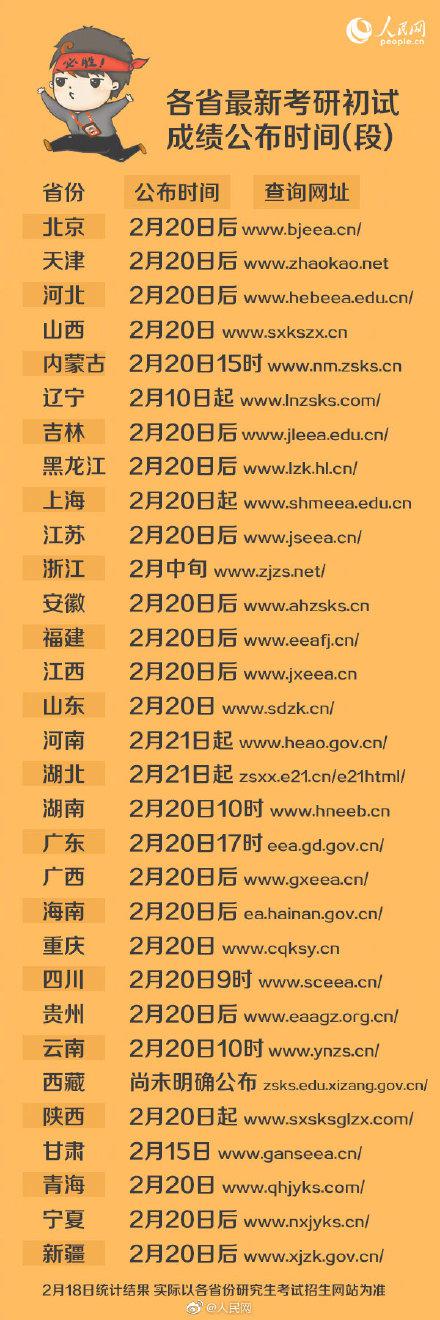 人民网
people.cn
必胜!
各省最新考研初试
成绩公布时间(段)
省份 公布时间 查询网址
北京 2月20日后 www.bjeea.cn/
天津 2月20日后 www.zhaokao.net
河北 2月20日后 www.hebeea.edu.cn/
山西 2月20日 www.sxkszx.cn
内蒙古 2月20日15时 www.nm.zsks.cn
辽宁 2月10日起 www.lnzsks.com/
吉林 2月20日后 www.jleea.edu.cn/
黑龙江 2月20日后 www.lzk.hl.cn/
上海 2月20日起 www.shmeea.edu.cn
江苏 2月20日后 www.jseea.cn/
浙江 2月中旬 www.zjzs.net/
安徽 2月20日后 www.ahzsks.cn
福建 2月20日后 www.eeafj.cn/
江西 2月20日后 www.jxeea.cn
山东 2月20日 www.sdzk.cn/
河南 2月21日起 www.heao.gov.cn/
湖北 2月21日起 zsxx.e21.cn/e21html/
湖南 2月20日10时 www.hneeb.cn
广东 2月20日17时 eea.gd.gov.cn/
广西 2月20日后 www.gxeea.cn/
海南 2月20日后 ea.hainan.gov.cn/
重庆 2月20日 www.cqksy.cn
四川 2月20日9时 www.sceea.cn/
贵州 2月20日后 www.eaagz.org.cn/
云南 2月20日10时 www.ynzs.cn/
西藏 尚未明确公布 zsks.edu.xizang.gov.cn/
陕西 2月20日起 www.sxsksglzx.com/
甘肃 2月15日 www.ganseea.cn/
青海 2月20日 www.qhjyks.com/
宁夏 2月20日后 www.nxjyks.cn/
新疆 2月20日后 www.xjzk.gov.cn/
2月18日统计结果 实际以各省份研究生考试招生网站为准
@人民网